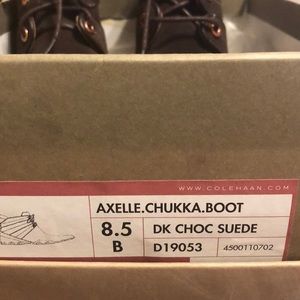 WWW.COLEHAAN.COM
AXELLE.CHUKKA.BOOT
8.5 DK CHOC SUEDE
B D19053 4500110702